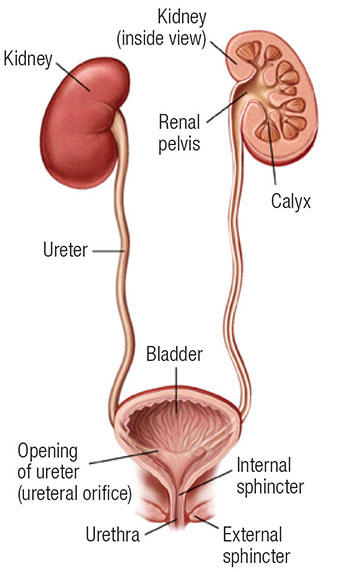 Kidney
(inside view)
Kidney
Renal
pelvis
Calyx
Ureter
Bladder
Opening
of ureter
(ureteral orifice)
Internal
sphincter
Urethra
External
sphincter